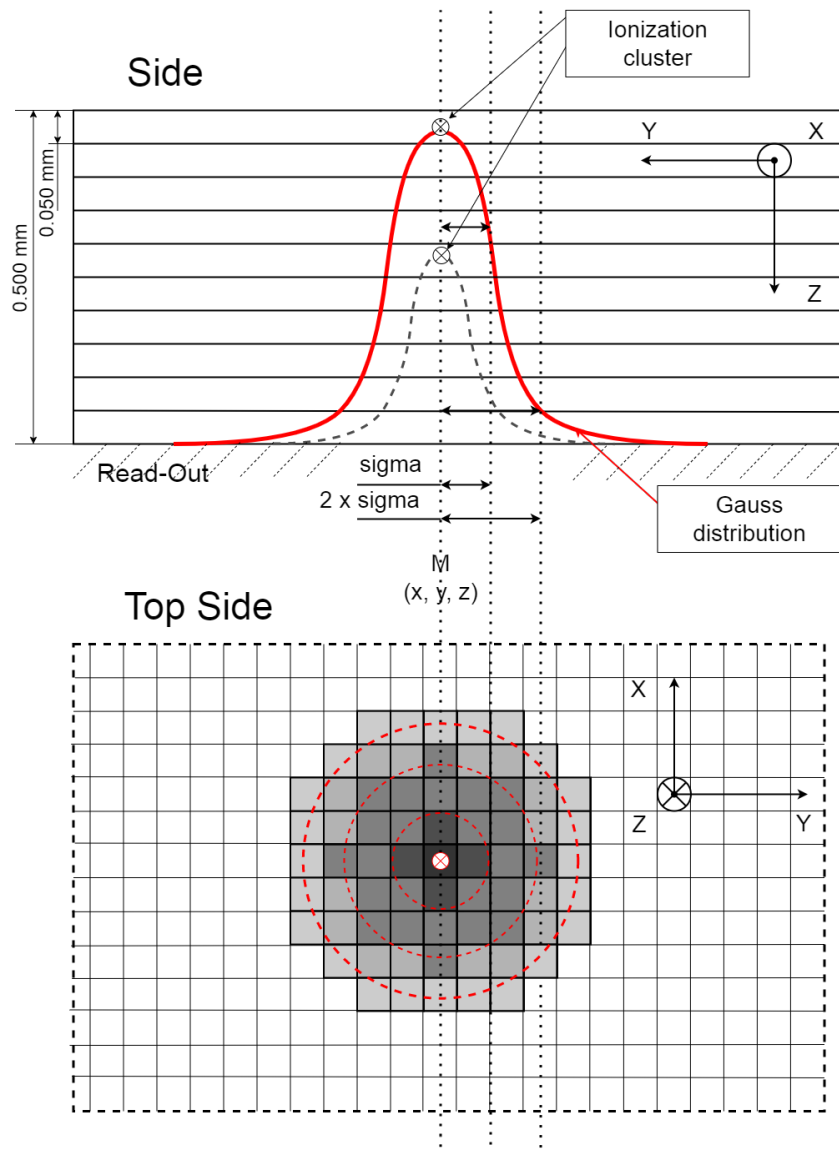 Ionization
cluster
Side
Y
X
0.050 mm
0.500 mm
Z
Read-Out
sigma
2 x sigma
Gauss
distribution
M
(x, y, z)
Top Side
X
Z
Y